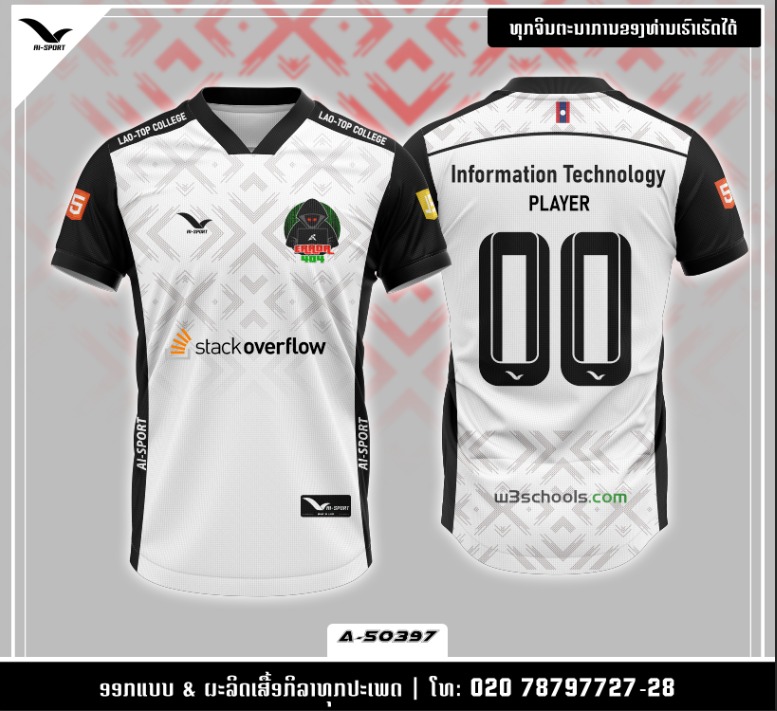 AI-SPORT
ທຸກຈິນຕະນາການຂອງທ່ານເຮົາເຮັດໄດ້
LAO-TOP COLLEGE
LAO-TOP COLLEGE
5
5
AI-SPORT
ERROR
404
Information Technology
PLAYER
00
stackoverflow
AI-SPORT
AI-SPORT
AI-SPORT
w3schools.com
A-50397
ອອກແບບ & ຜະລິດເສື້ອກິລາທຸກປະເພດ | ໂທ: 020 78797727-28